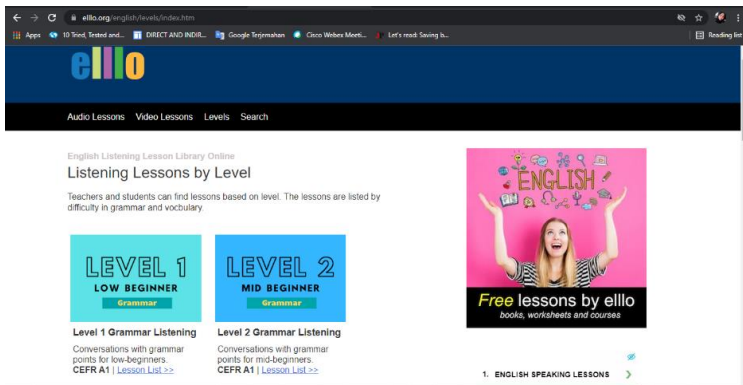 elllo.org/english/levels/index.htm
Apps
10 Tried, Tested and...
DIRECT AND INDIR...
Google Terjemahan
Cisco Webex Meeti...
Let's read: Saving b...
Reading list
elllo
Audio Lessons Video Lessons Levels Search
English Listening Lesson Library Online
Listening Lessons by Level
Teachers and students can find lessons based on level. The lessons are listed by
difficulty in grammar and vocbulary
LEVEL 1
LOW BEGINNER
Grammar
Level 1 Grammar Listening
Conversations with grammar
points for low-beginners.
CEFR A1 | Lesson List >>
LEVEL 2
MID BEGINNER
Grammar
Level 2 Grammar Listening
Conversations with grammar
points for mid-beginners.
CEFR A1 | Lesson List >>
ENGLISH
Free lessons by elllo
books, worksheets and courses
1. ENGLISH SPEAKING LESSONS